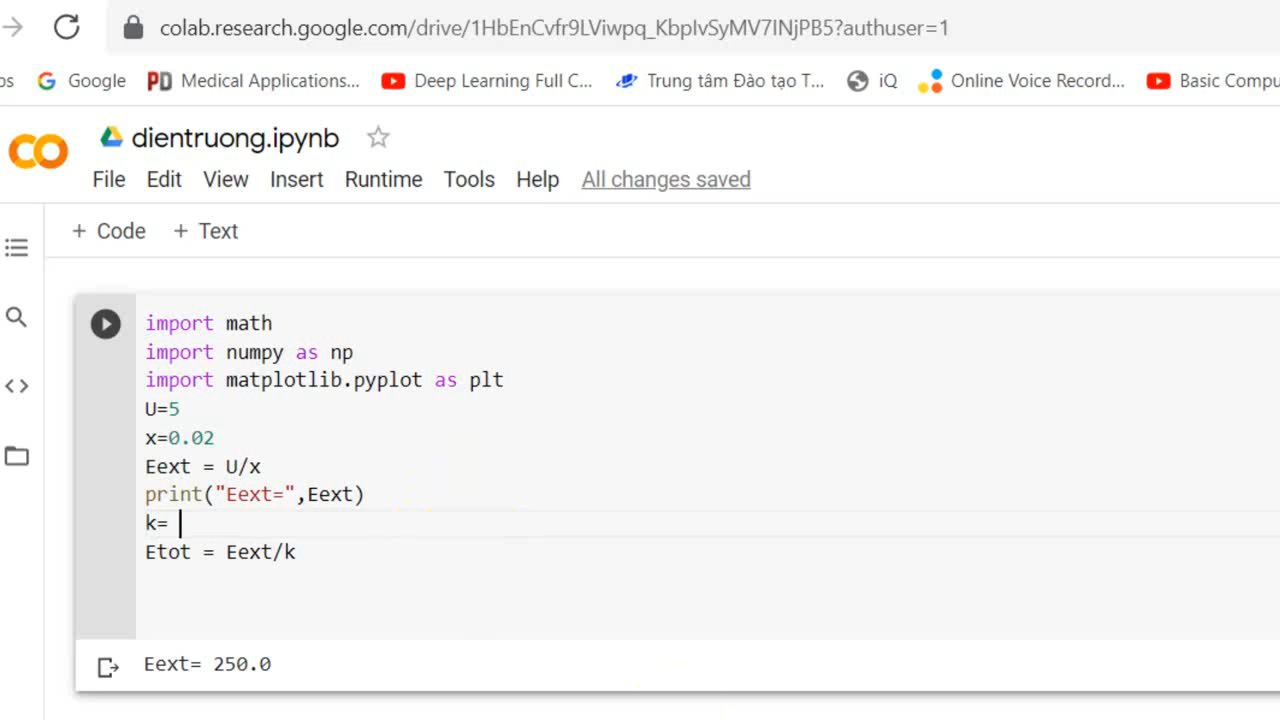 colab.research.google.com/drive/1HbEnCvfr9LViwpq_KbpIvSyMV7INjPB5?authuser=1
Google Medical Applications... Deep Learning Full C... Trung tâm Đào tạo T... iQ Online Voice Record... Basic Compu
dientruong.ipynb
File Edit View Insert Runtime Tools Help All changes saved
+ Code + Text
import math
import numpy as np
import matplotlib.pyplot as plt
U=5
x=0.02
Eext = U/x
print("Eext=",Eext)
k=
Etot = Eext/k
Eext= 250.0